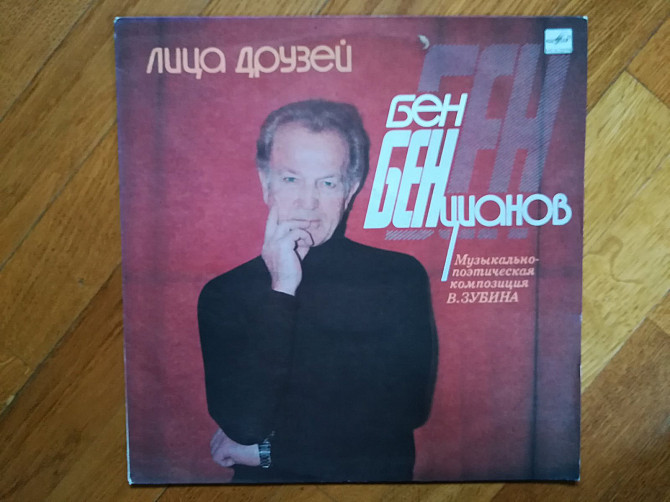 Лица друзей
Бен
БЕНцианов
Музыкально-
поэтическая
композиция
В. ЗУБИНА